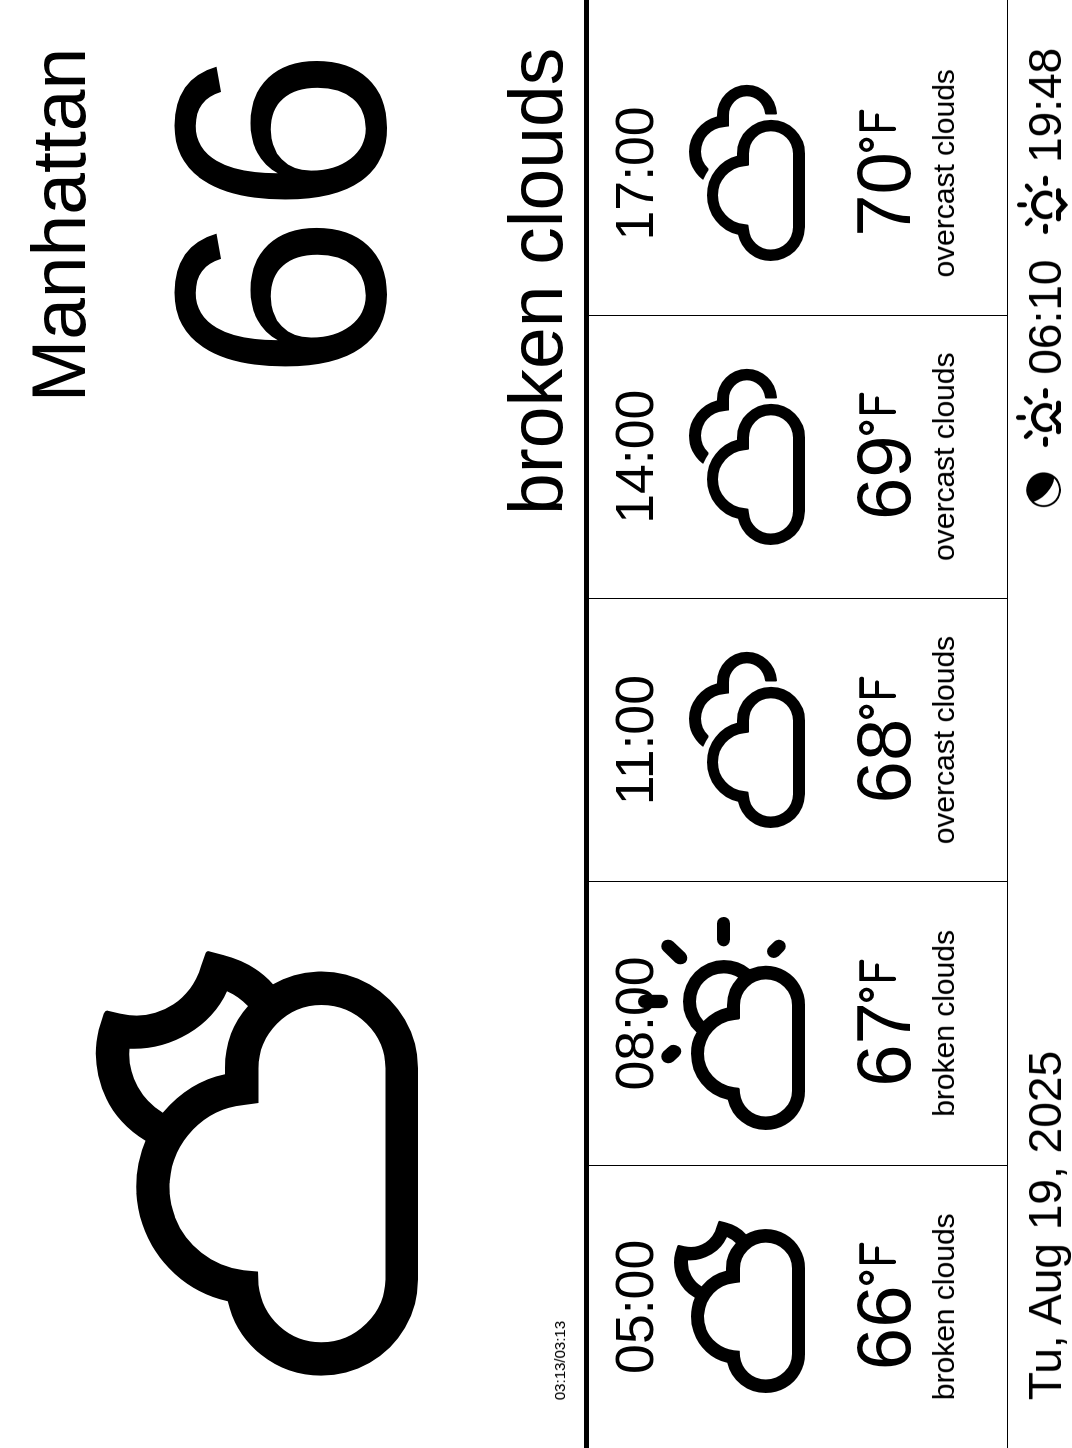 Manhattan
66
broken clouds
03:13/03:13
05:00
66°F
broken clouds
08:00
67°F
broken clouds
11:00
68°F
overcast clouds
14:00
69°F
overcast clouds
17:00
70°F
overcast clouds
Tu, Aug 19, 2025
06:10
19:48